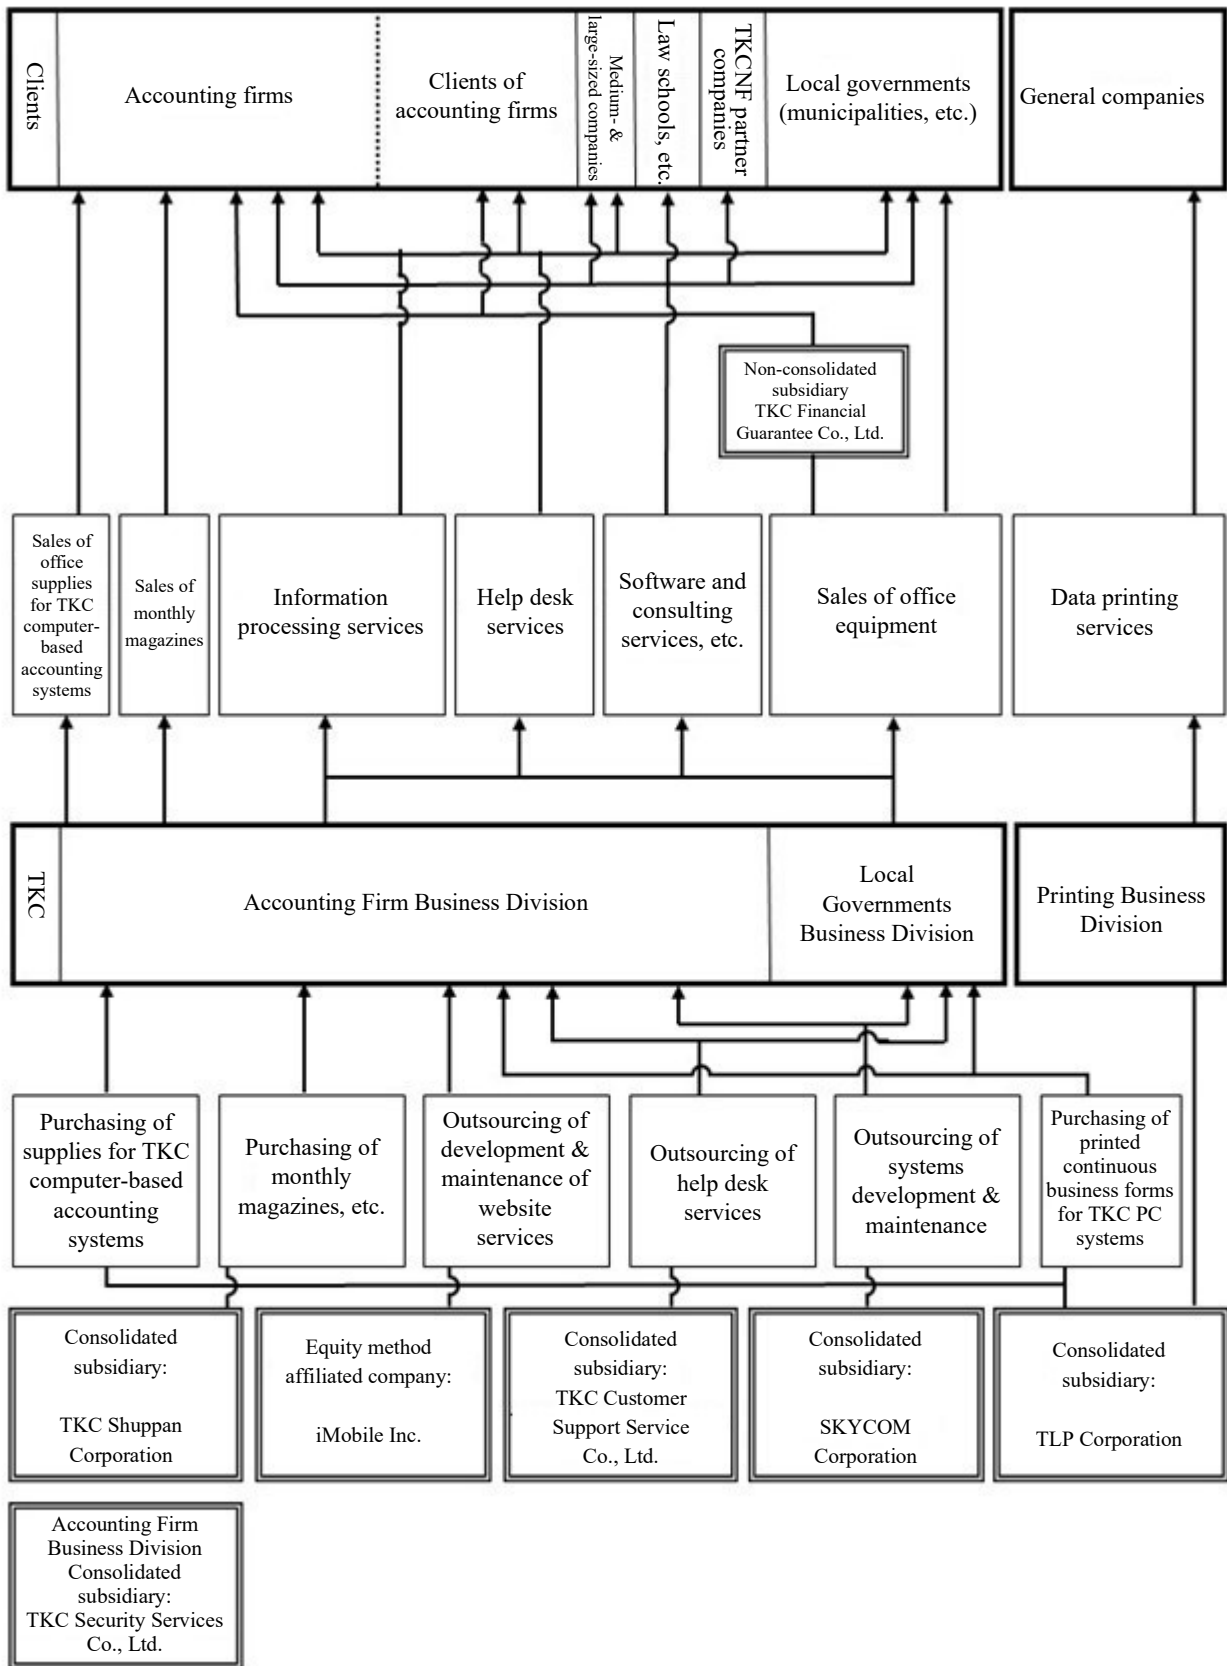 Clients
Accounting firms
Clients of
accounting firms
Medium- &
large-sized companies
Law schools, etc.
TKCNF partner
companies
Local governments
(municipalities, etc.)
General companies
Non-consolidated
subsidiary
TKC Financial
Guarantee Co., Ltd.
Sales of
office
supplies
for TKC
computer-
based
accounting
systems
Sales of
monthly
magazines
Information
processing services
Help desk
services
Software and
consulting
services, etc.
Sales of office
equipment
Data printing
services
TKC
Accounting Firm Business Division
Local
Governments
Business Division
Printing Business
Division
Purchasing of
supplies for TKC
computer-based
accounting
systems
Purchasing of
monthly
magazines, etc.
Outsourcing of
development &
maintenance of
website
services
Outsourcing of
help desk
services
Outsourcing of
systems
development &
maintenance
Purchasing of
printed
continuous
business forms
for TKC PC
systems
Consolidated
subsidiary:
TKC Shuppan
Corporation
Equity method
affiliated company:
iMobile Inc.
Consolidated
subsidiary:
TKC Customer
Support Service
Co., Ltd.
Consolidated
subsidiary:
SKYCOM
Corporation
Consolidated
subsidiary:
TLP Corporation
Accounting Firm
Business Division
Consolidated
subsidiary:
TKC Security Services
Co., Ltd.